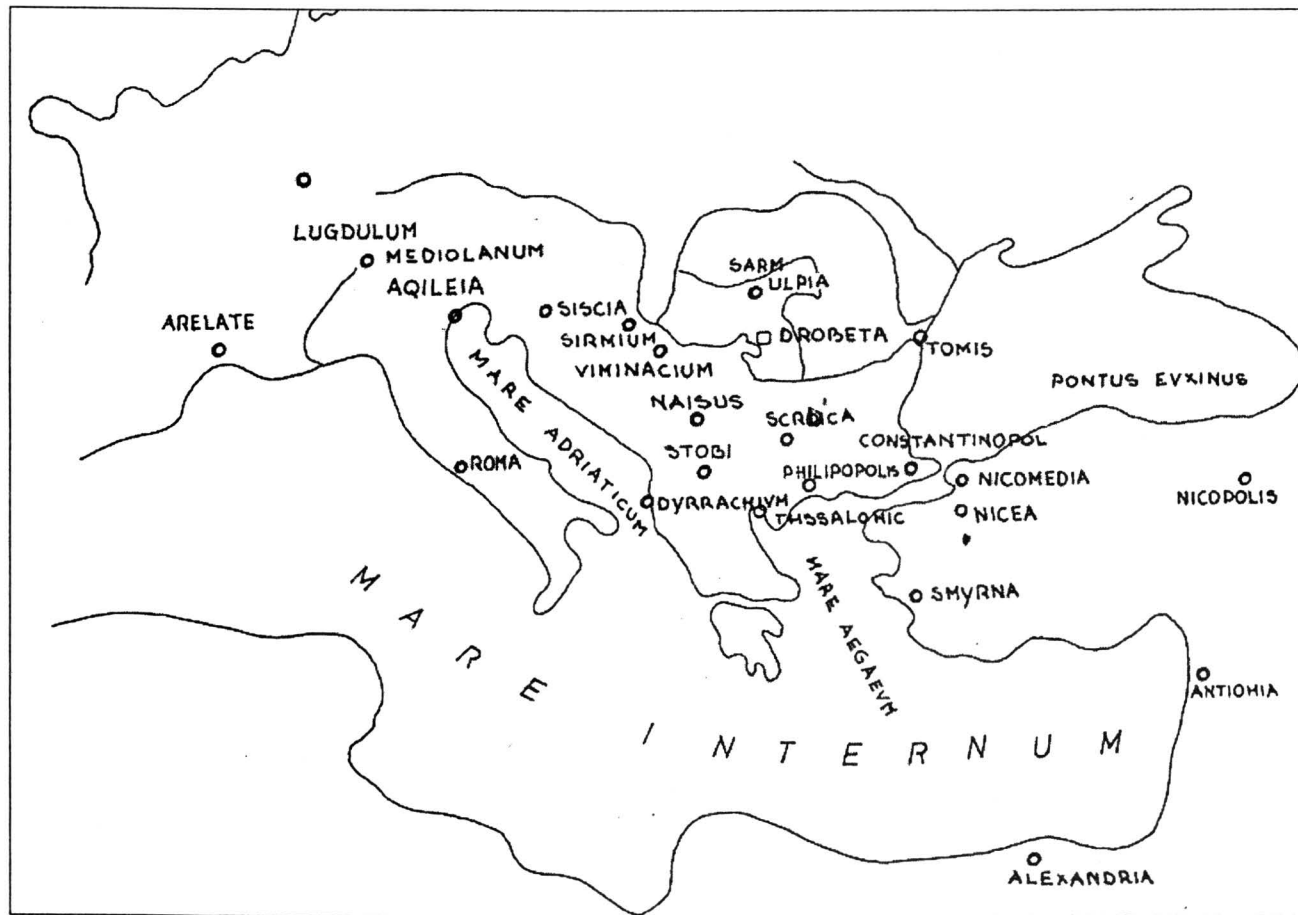 LUGDULUM
MEDIOLANUM
AQILEIA
ARELATE
SISCIA
SIRMIUM
VIMINACIUM
SARM
ULPIA
DROBETA
TOMIS
PONTUS EVXINUS
NAISUS
STOBI
CONSTANTINOPOL
PHILIPOPOLIS
NICOMEDIA
NICEA
NICOPOLIS
ROMA
MARE ADRIATICUM
DYRRACHIVM
THSSALONIC
SMYRNA
MARE AEGAEVM
ANTIOHIA
MARE INTERNUM
ALEXANDRIA